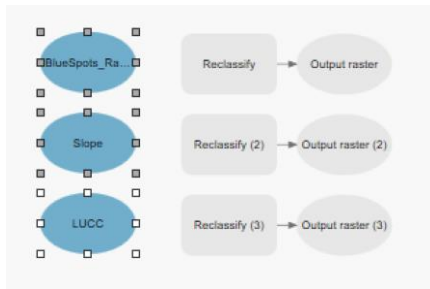 BlueSpots_Ra...
Reclassify
Output raster
Slope
Reclassify (2)
Output raster (2)
LUCC
Reclassify (3)
Output raster (3)